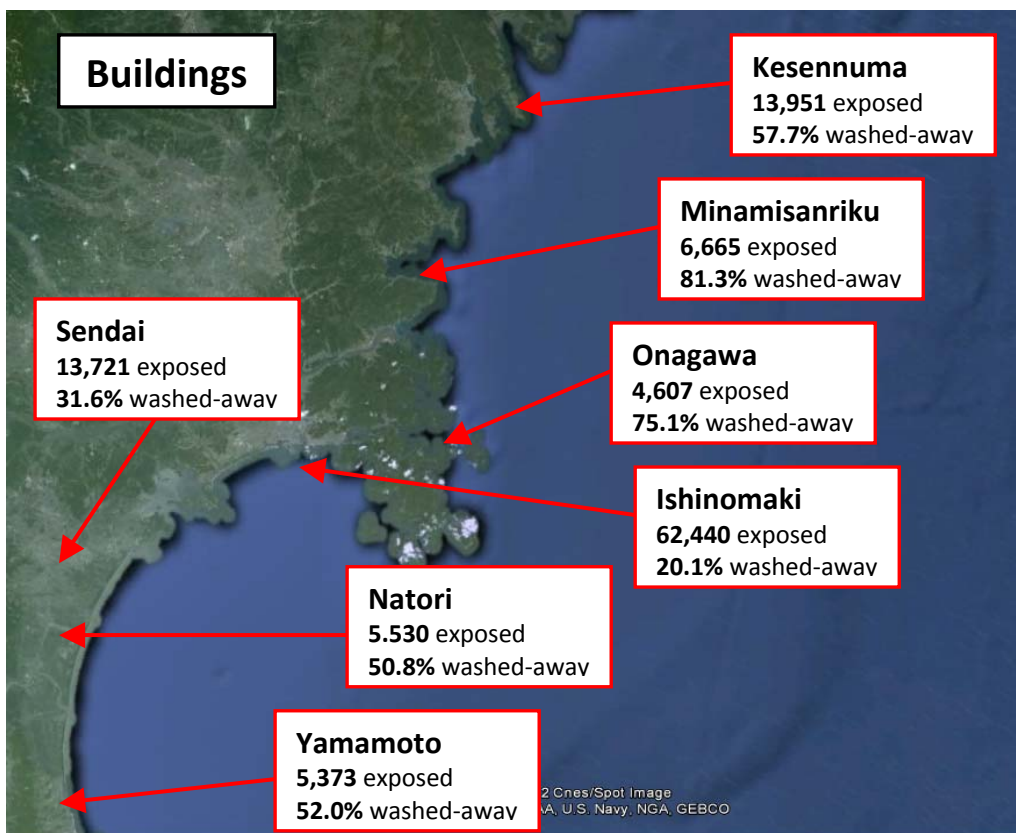 Buildings
Kesennuma
13,951 exposed
57.7% washed-away
Minamisanriku
6,665 exposed
81.3% washed-away
Sendai
13,721 exposed
31.6% washed-away
Onagawa
4,607 exposed
75.1% washed-away
Ishinomaki
62,440 exposed
20.1% washed-away
Natori
5.530 exposed
50.8% washed-away
Yamamoto
5,373 exposed
52.0% washed-away
2 Cnes/Spot Image
U.S. Navy, NGA, GEBCO